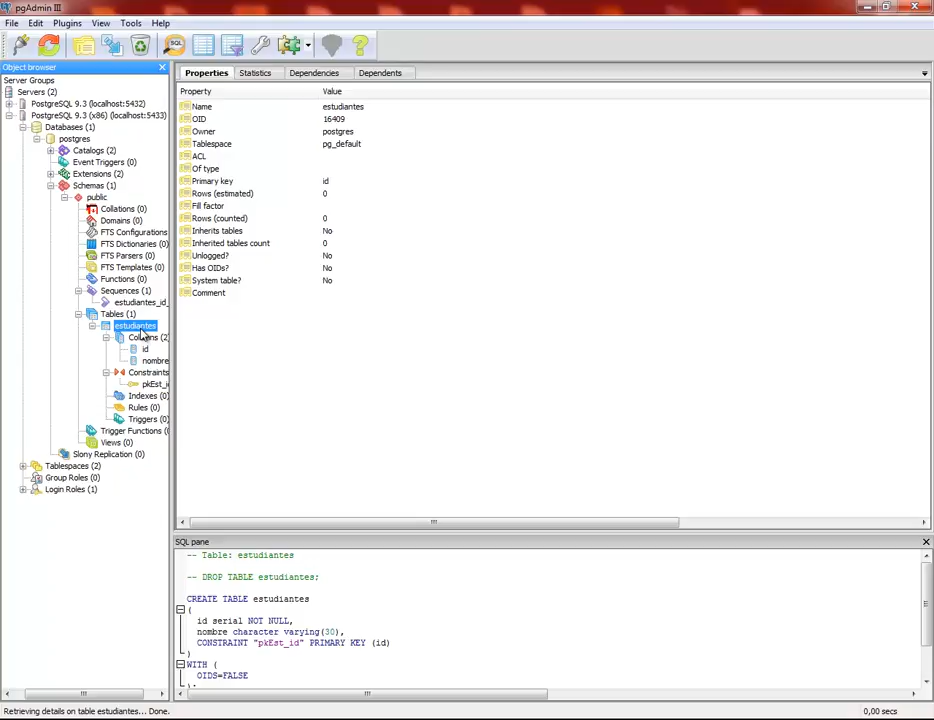 pgAdmin III
File Edit Plugins View Tools Help
SQL
Object browser
Server Groups
Servers (2)
PostgreSQL 9.3 (localhost:5432)
PostgreSQL 9.3 (x86) (localhost:5433)
Databases (1)
postgres
Catalogs (2)
Event Triggers (0)
Extensions (2)
Schemas (1)
public
Collations (0)
Domains (0)
FTS Configurations
FTS Dictionaries (0)
FTS Parsers (0)
FTS Templates (0)
Functions (0)
Sequences (1)
estudiantes_id_
Tables (1)
estudiantes
Columns (2
id
nombre
Constraints
pkEst_i
Indexes (0)
Rules (0)
Triggers (0)
Trigger Functions (
Views (0)
Slony Replication (0)
Tablespaces (2)
Group Roles (0)
Login Roles (1)
Properties Statistics Dependencies Dependents
Property Value
Name estudiantes
OID 16409
Owner postgres
Tablespace pg_default
ACL
Of type
Primary key id
Rows (estimated) 0
Fill factor
Rows (counted) 0
Inherits tables No
Inherited tables count 0
Unlogged? No
Has OIDs? No
System table? No
Comment
SQL pane
-- Table: estudiantes
-- DROP TABLE estudiantes;
CREATE TABLE estudiantes
(
id serial NOT NULL,
nombre character varying(30),
CONSTRAINT "pkEst_id" PRIMARY KEY (id)
)
WITH (
OIDS=FALSE
);
Retrieving details on table estudiantes... Done. 0,00 secs